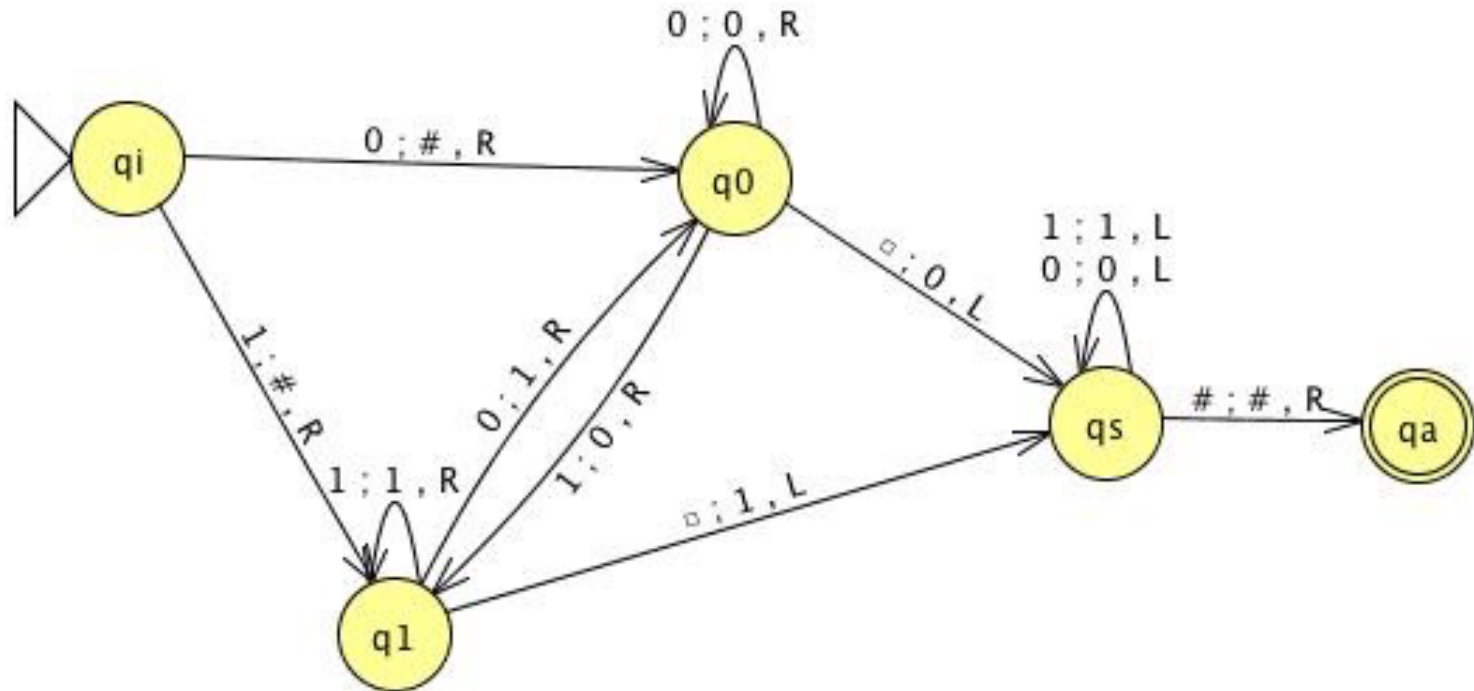 0 ; 0 , R
qi
0 ; # , R
q0
1 ; 1 , L
0 ; 0 , L
□ ; 0 , L
1 ; # , R
0 ; 1 , R
1 ; 0 , R
qs
# ; # , R
qa
1 ; 1 , R
□ ; 1 , L
q1